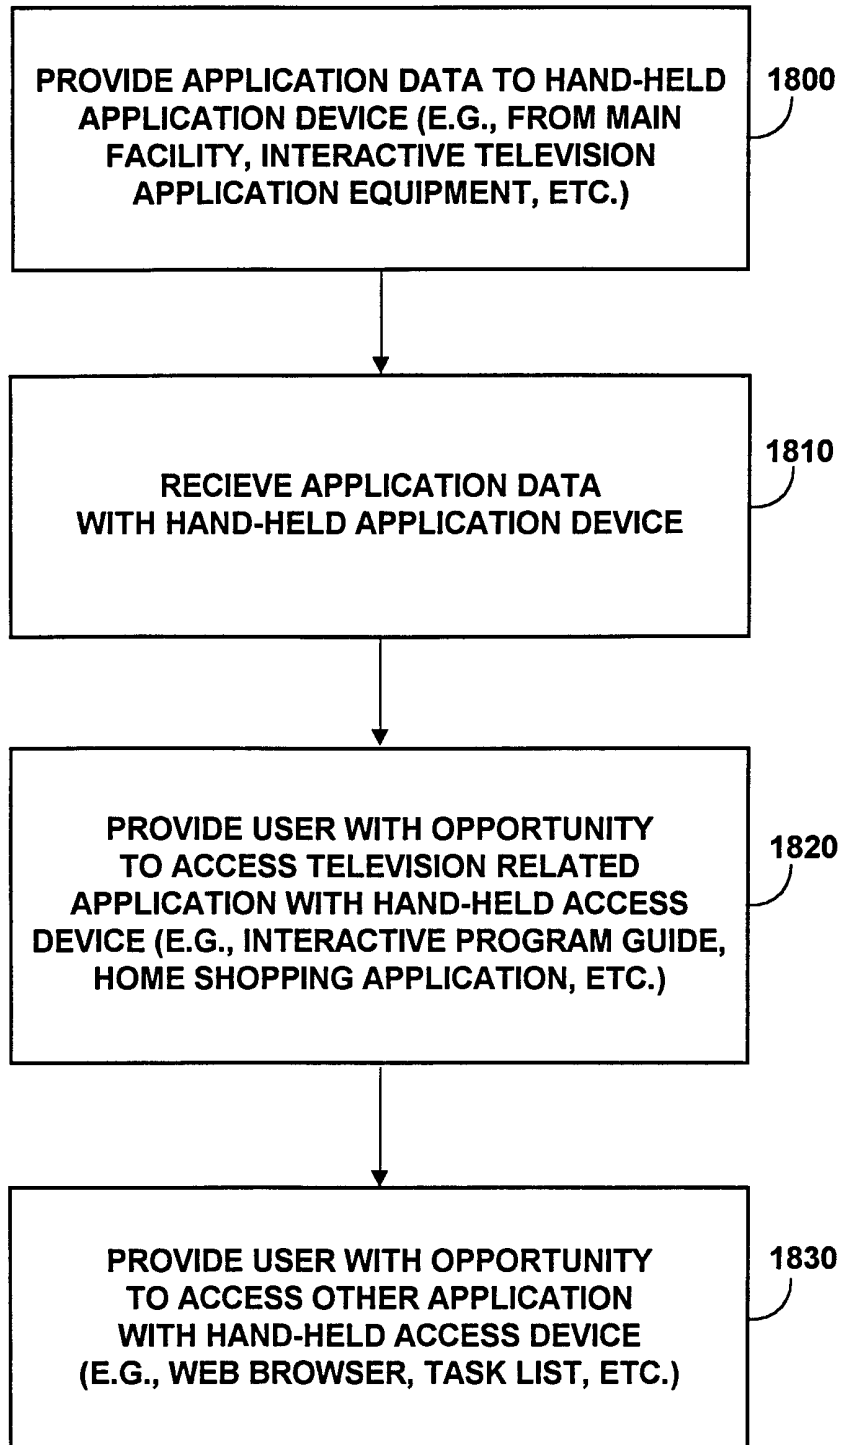 PROVIDE APPLICATION DATA TO HAND-HELD
APPLICATION DEVICE (E.G., FROM MAIN
FACILITY, INTERACTIVE TELEVISION
APPLICATION EQUIPMENT, ETC.)
1800
RECIEVE APPLICATION DATA
WITH HAND-HELD APPLICATION DEVICE
1810
PROVIDE USER WITH OPPORTUNITY
TO ACCESS TELEVISION RELATED
APPLICATION WITH HAND-HELD ACCESS
DEVICE (E.G., INTERACTIVE PROGRAM GUIDE,
HOME SHOPPING APPLICATION, ETC.)
1820
PROVIDE USER WITH OPPORTUNITY
TO ACCESS OTHER APPLICATION
WITH HAND-HELD ACCESS DEVICE
(E.G., WEB BROWSER, TASK LIST, ETC.)
1830